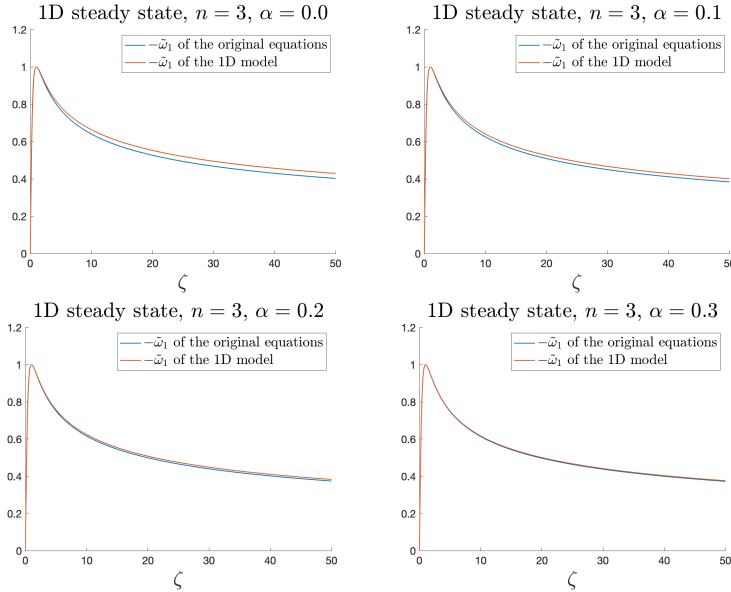 1D steady state, n = 3, α = 0.0
1.2
1
0.8
0.6
0.4
0.2
0
0 10 20 30 40 50
ζ
−ω̃₁ of the original equations
−ω̃₁ of the 1D model
1D steady state, n = 3, α = 0.1
1.2
1
0.8
0.6
0.4
0.2
0
0 10 20 30 40 50
ζ
−ω̃₁ of the original equations
−ω̃₁ of the 1D model
1D steady state, n = 3, α = 0.2
1.2
1
0.8
0.6
0.4
0.2
0
0 10 20 30 40 50
ζ
−ω̃₁ of the original equations
−ω̃₁ of the 1D model
1D steady state, n = 3, α = 0.3
1.2
1
0.8
0.6
0.4
0.2
0
0 10 20 30 40 50
ζ
−ω̃₁ of the original equations
−ω̃₁ of the 1D model